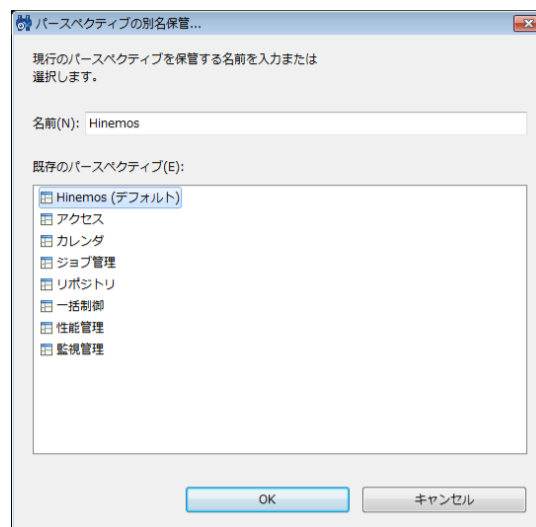 パースペクティブの別名保管...
現行のパースペクティブを保管する名前を入力または
選択します。
名前(N): Hinemos
既存のパースペクティブ(E):
Hinemos (デフォルト)
アクセス
カレンダ
ジョブ管理
リポジトリ
一括制御
性能管理
監視管理
OK キャンセル